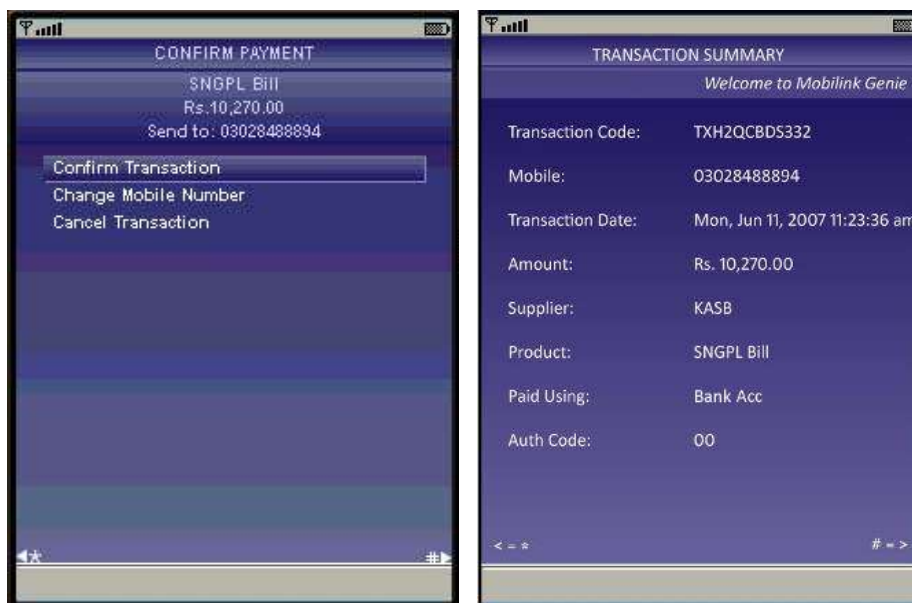 CONFIRM PAYMENT
SNGPL Bill
Rs.10,270.00
Send to: 03028488894
Confirm Transaction
Change Mobile Number
Cancel Transaction
#
TRANSACTION SUMMARY
Welcome to Mobilink Genie
Transaction Code: TXH2QCBDS332
Mobile: 03028488894
Transaction Date: Mon, Jun 11, 2007 11:23:36 am
Amount: Rs. 10,270.00
Supplier: KASB
Product: SNGPL Bill
Paid Using: Bank Acc
Auth Code: 00
< = * # = >